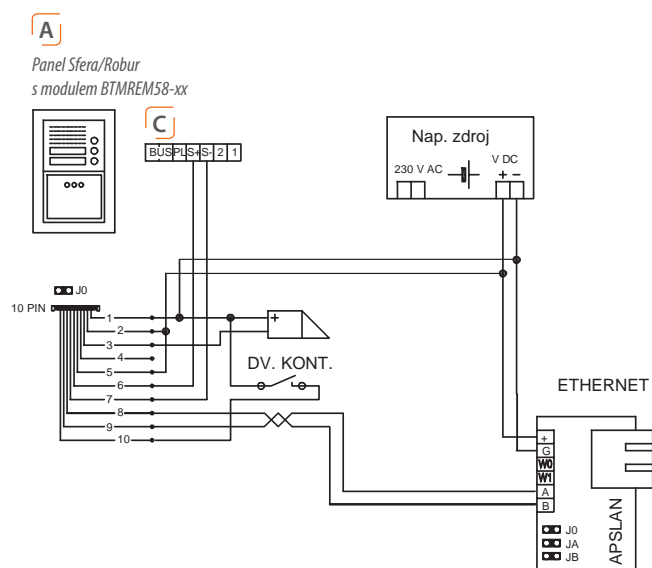 A
Panel Sfera/Robur
s modulem BTMREM58-xx
C
BUS PL S+ S- 2 1
Nap. zdroj
230 V AC
V DC
+ −
J0
10 PIN
1
2
3
4
5
6
7
8
9
10
+
DV. KONT.
ETHERNET
+
G
W0
W1
A
B
J0
JA
JB
APSLAN